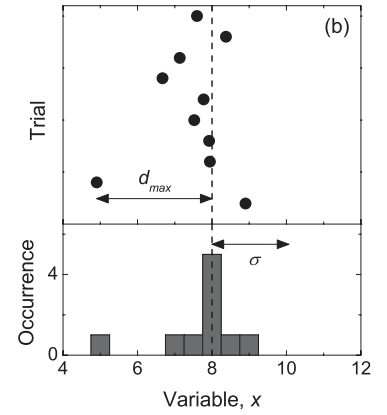 (b)
Trial
d_max
σ
Occurrence
4
0
4 6 8 10 12
Variable, x